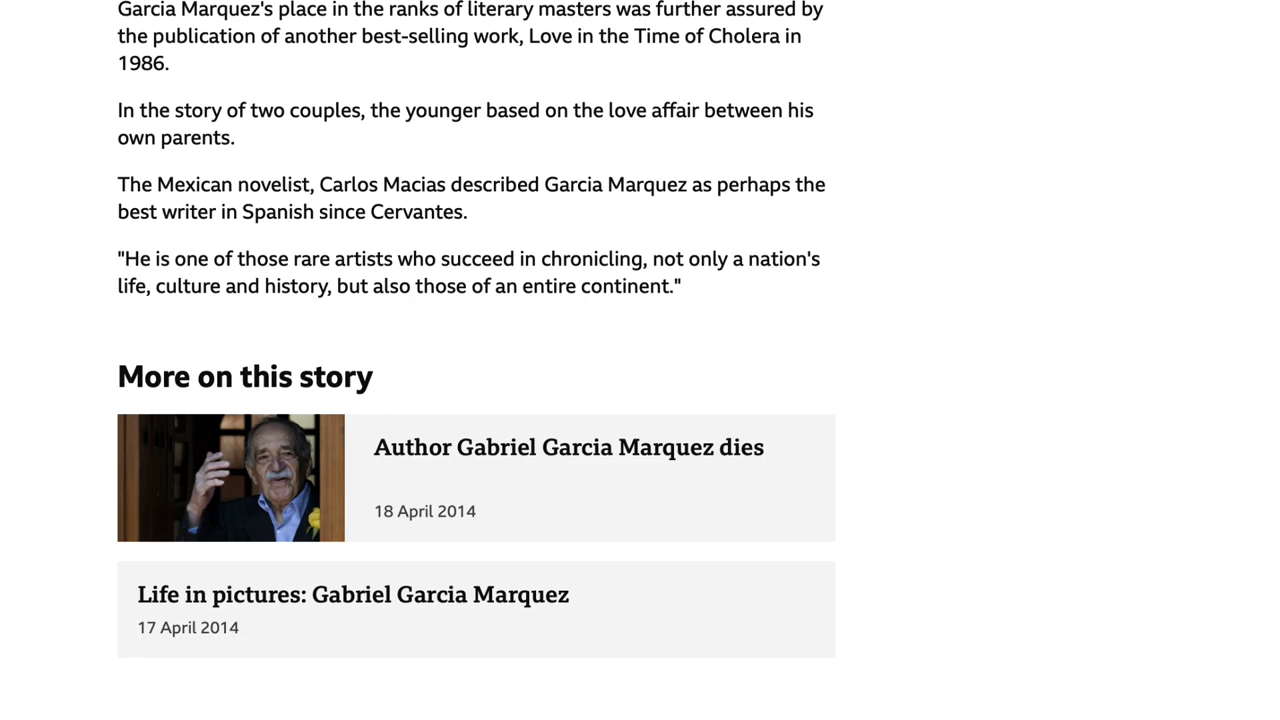 Garcia Marquez's place in the ranks of literary masters was further assured by
the publication of another best-selling work, Love in the Time of Cholera in
1986.
In the story of two couples, the younger based on the love affair between his
own parents.
The Mexican novelist, Carlos Macias described Garcia Marquez as perhaps the
best writer in Spanish since Cervantes.
"He is one of those rare artists who succeed in chronicling, not only a nation's
life, culture and history, but also those of an entire continent."
More on this story
Author Gabriel Garcia Marquez dies
18 April 2014
Life in pictures: Gabriel Garcia Marquez
17 April 2014